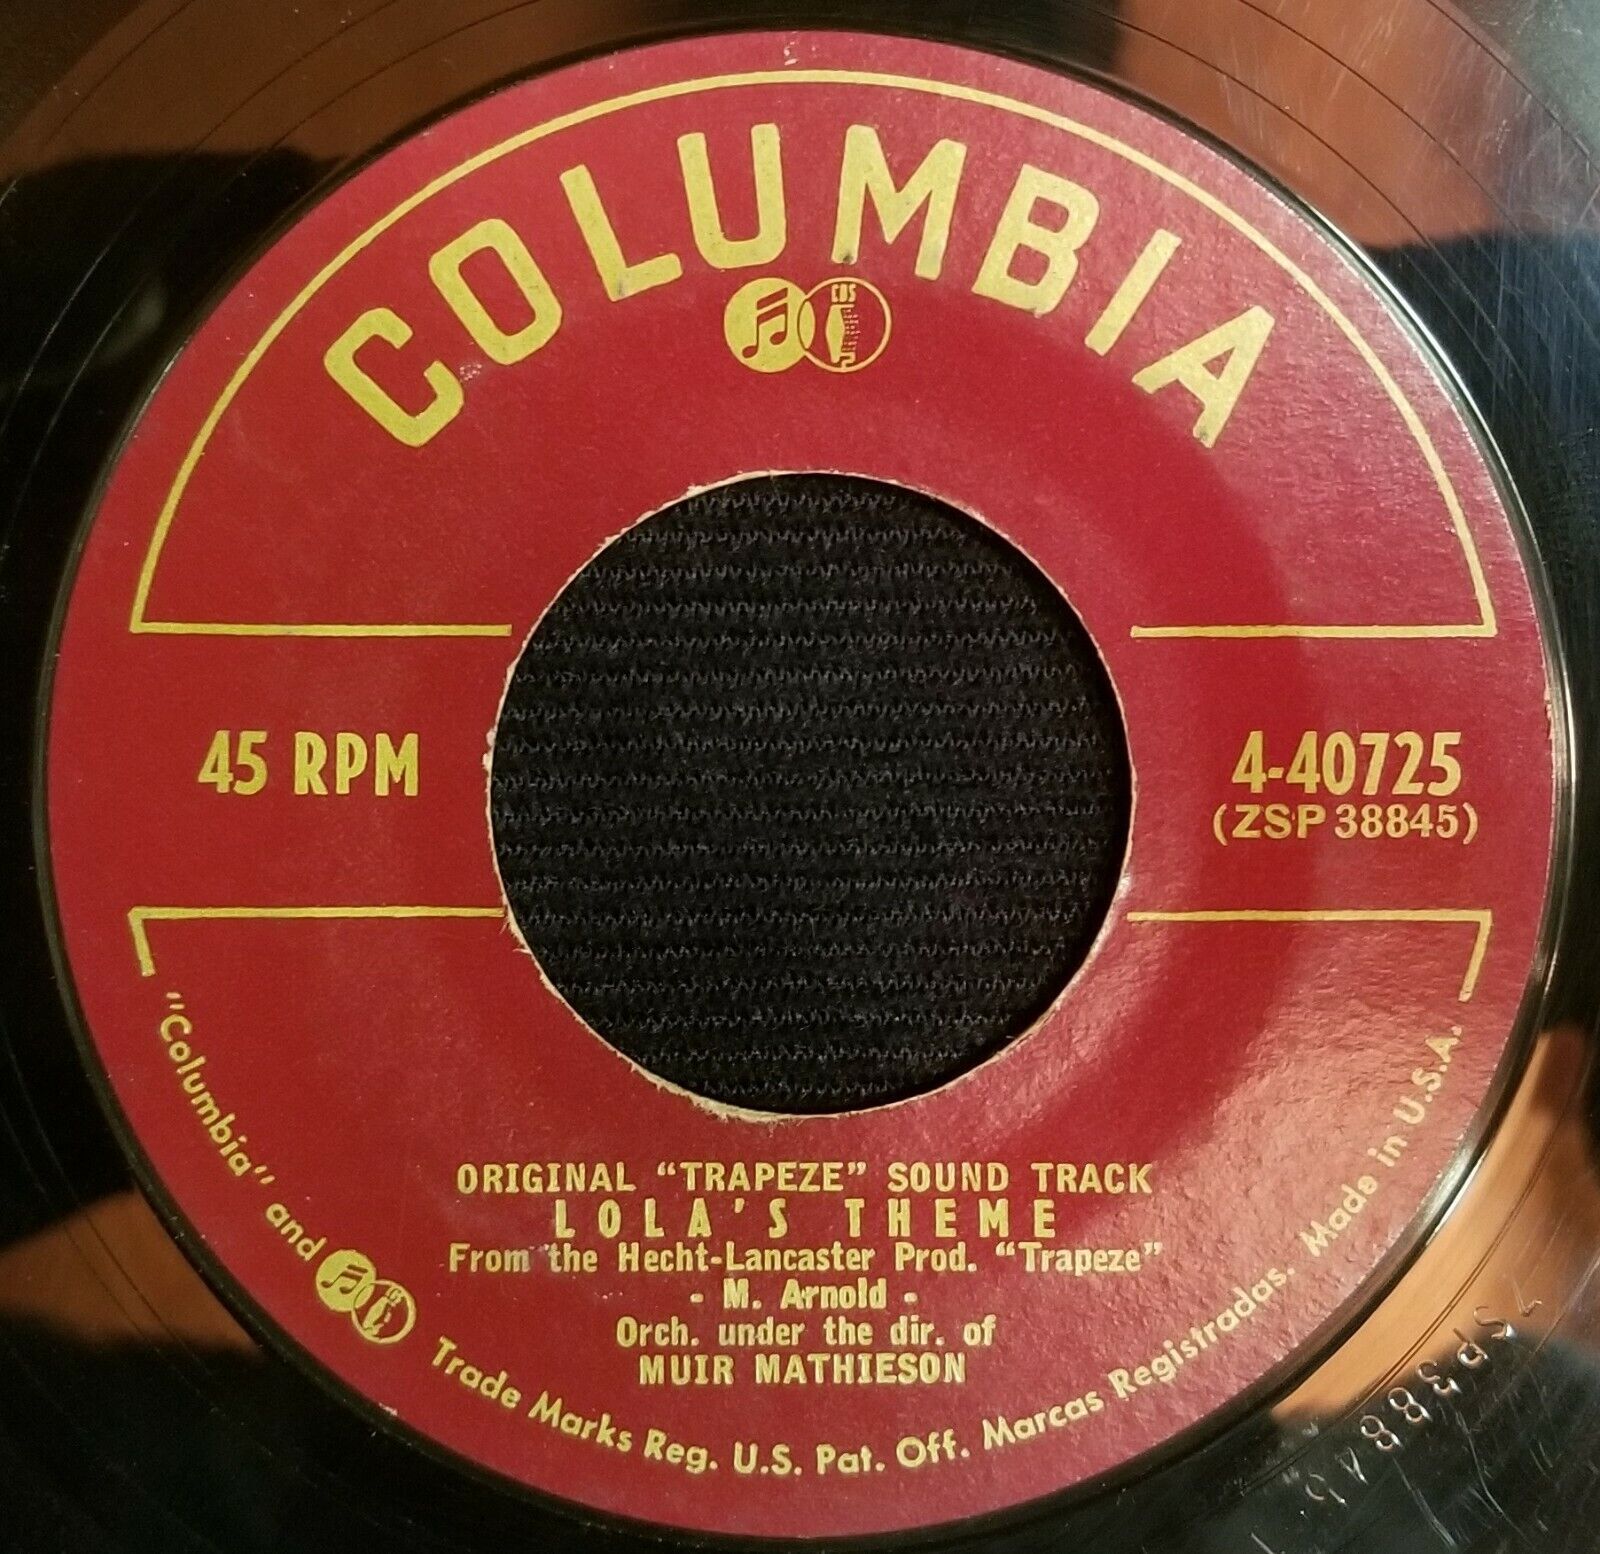 COLUMBIA
CBS
45 RPM
4-40725
(ZSP 38845)
ORIGINAL "TRAPEZE" SOUND TRACK
LOLA'S THEME
From the Hecht-Lancaster Prod. "Trapeze"
- M. Arnold -
Orch. under the dir. of
MUIR MATHIESON
"Columbia" and Trade Marks Reg. U.S. Pat. Off. Marcas Registradas. Made in U.S.A.